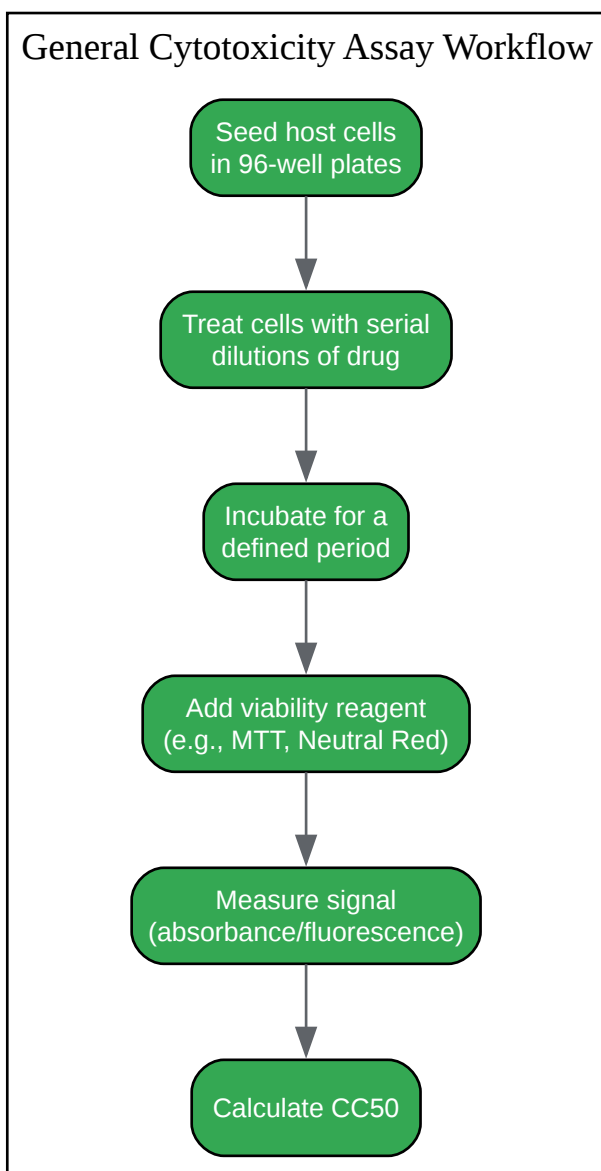 General Cytotoxicity Assay Workflow
Seed host cells
in 96-well plates
Treat cells with serial
dilutions of drug
Incubate for a
defined period
Add viability reagent
(e.g., MTT, Neutral Red)
Measure signal
(absorbance/fluorescence)
Calculate CC50